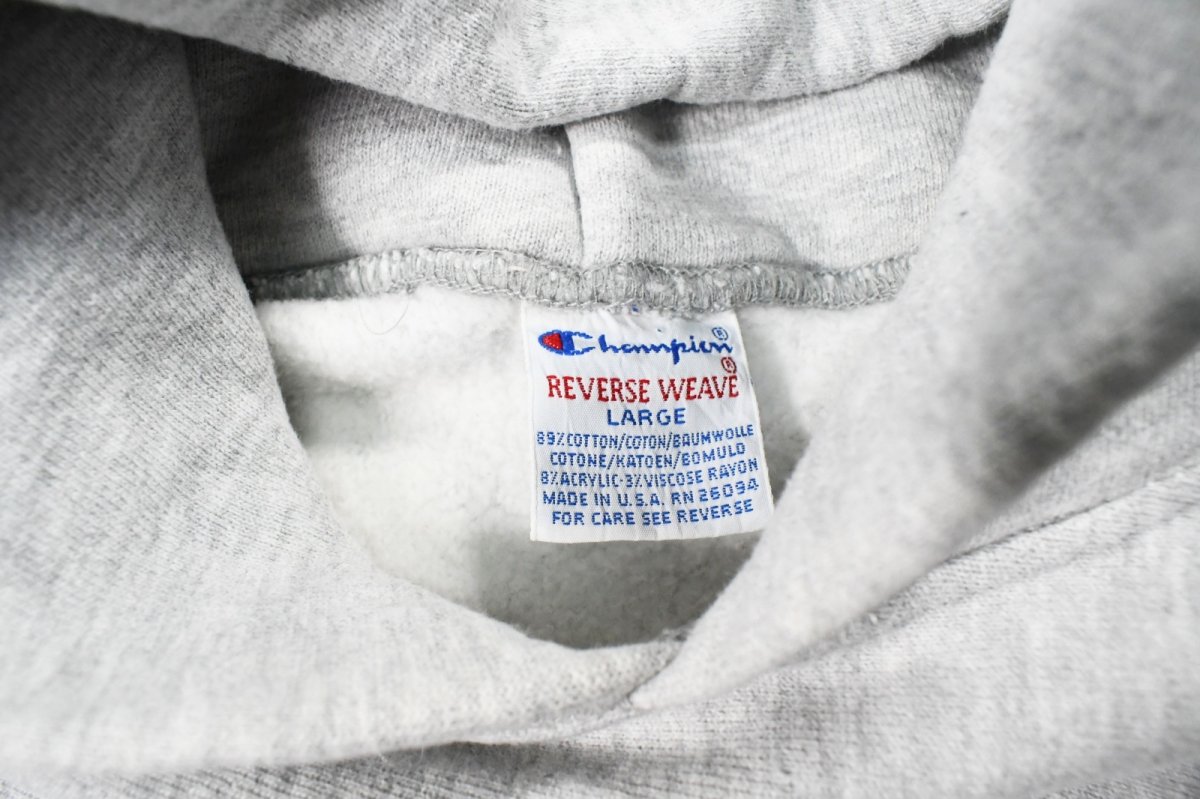 Champion®
REVERSE WEAVE®
LARGE
89%COTTON/COTON/BAUMWOLLE
COTONE/KATOEN/BOMULD
8%ACRYLIC-3%VISCOSE RAYON
MADE IN U.S.A. RN 26094
FOR CARE SEE REVERSE